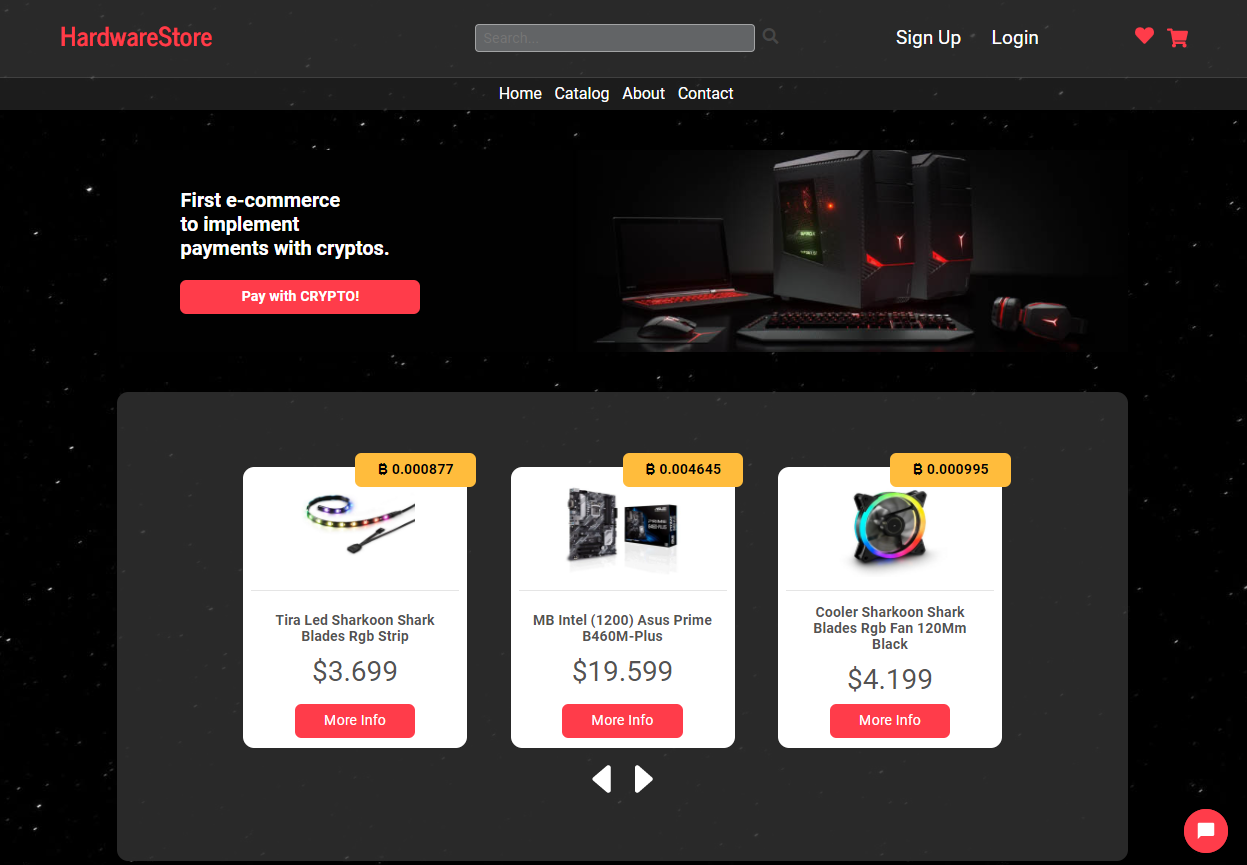 HardwareStore
Search...
Sign Up
Login
Home
Catalog
About
Contact
First e-commerce
to implement
payments with cryptos.
Pay with CRYPTO!
₿ 0.000877
Tira Led Sharkoon Shark
Blades Rgb Strip
$3.699
More Info
₿ 0.004645
MB Intel (1200) Asus Prime
B460M-Plus
$19.599
More Info
₿ 0.000995
Cooler Sharkoon Shark
Blades Rgb Fan 120Mm
Black
$4.199
More Info